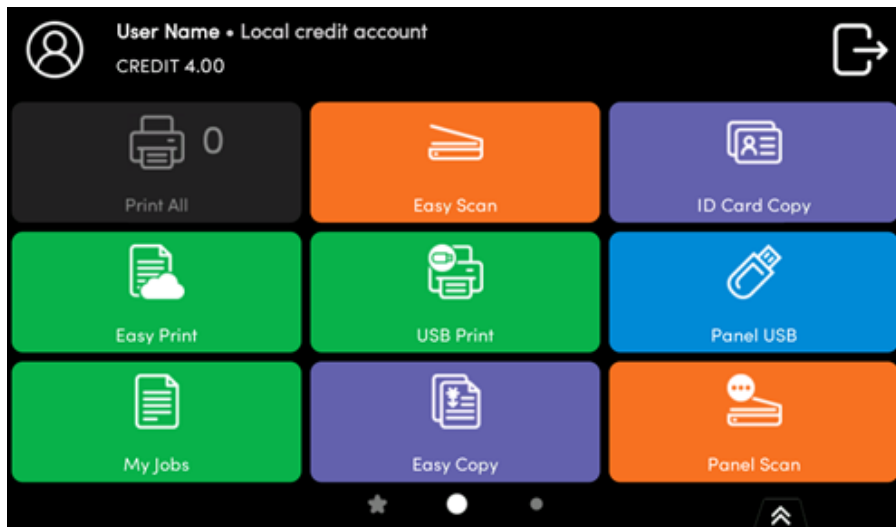 User Name • Local credit account
CREDIT 4.00
0
Print All
Easy Scan
ID Card Copy
Easy Print
USB Print
Panel USB
My Jobs
Easy Copy
Panel Scan